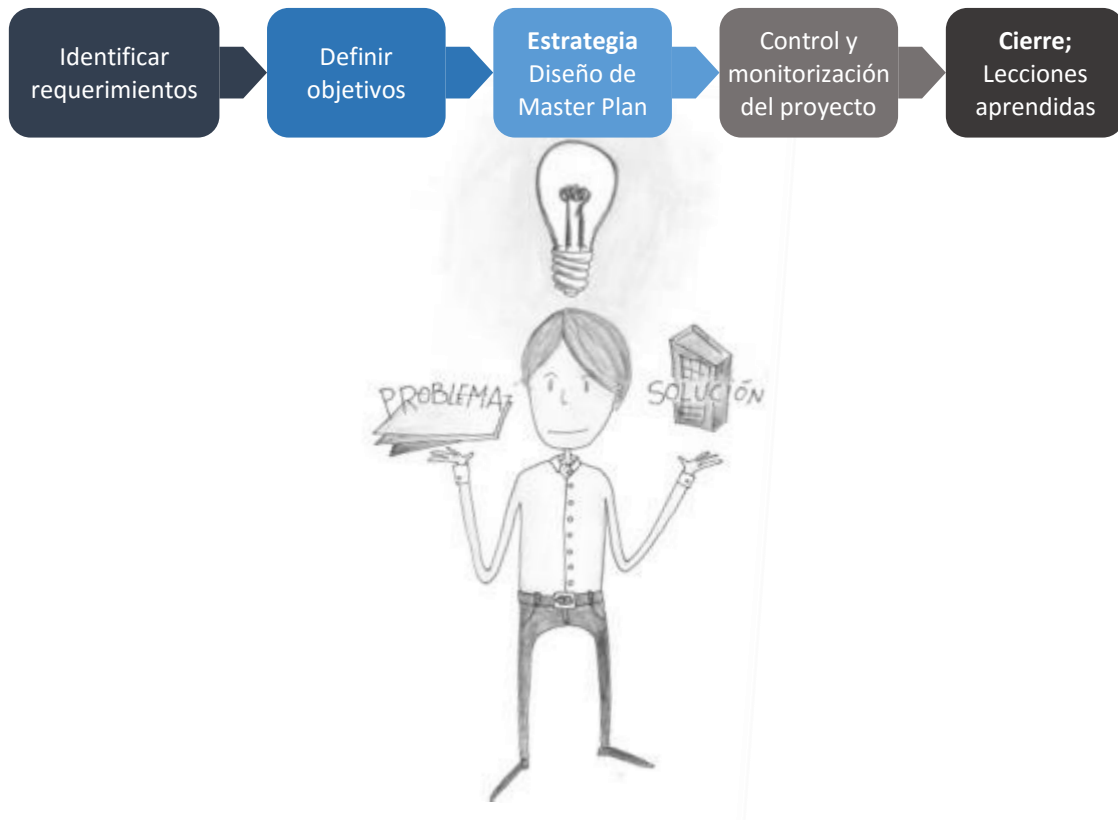 Identificar
requerimientos
Definir
objetivos
Estrategia
Diseño de
Master Plan
Control y
monitorización
del proyecto
Cierre;
Lecciones
aprendidas
PROBLEMA
SOLUCIÓN